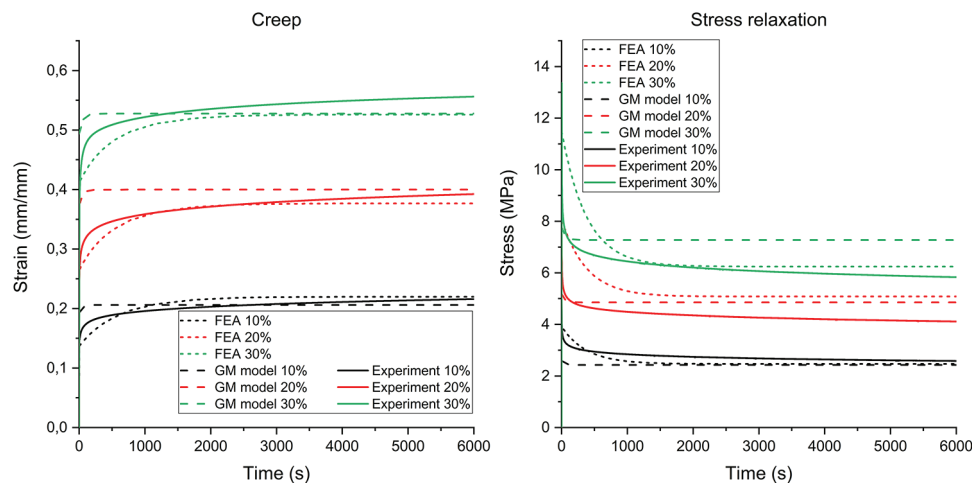 Creep
0,6
0,5
0,4
0,3
0,2
0,1
0,0
Strain (mm/mm)
0 1000 2000 3000 4000 5000 6000
Time (s)
FEA 10%
FEA 20%
FEA 30%
GM model 10% Experiment 10%
GM model 20% Experiment 20%
GM model 30% Experiment 30%
Stress relaxation
14
12
10
8
6
4
2
0
Stress (MPa)
0 1000 2000 3000 4000 5000 6000
Time (s)
FEA 10%
FEA 20%
FEA 30%
GM model 10%
GM model 20%
GM model 30%
Experiment 10%
Experiment 20%
Experiment 30%